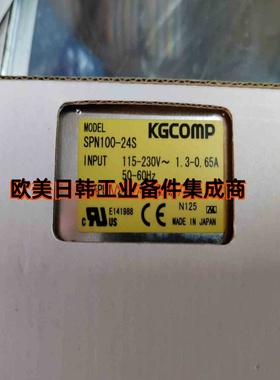 MODEL KGCOMP
SPN100-24S
INPUT 115-230V~ 1.3-0.65A
50-60Hz
欧美日韩工业备件集成商
E141988 N125
MADE IN JAPAN